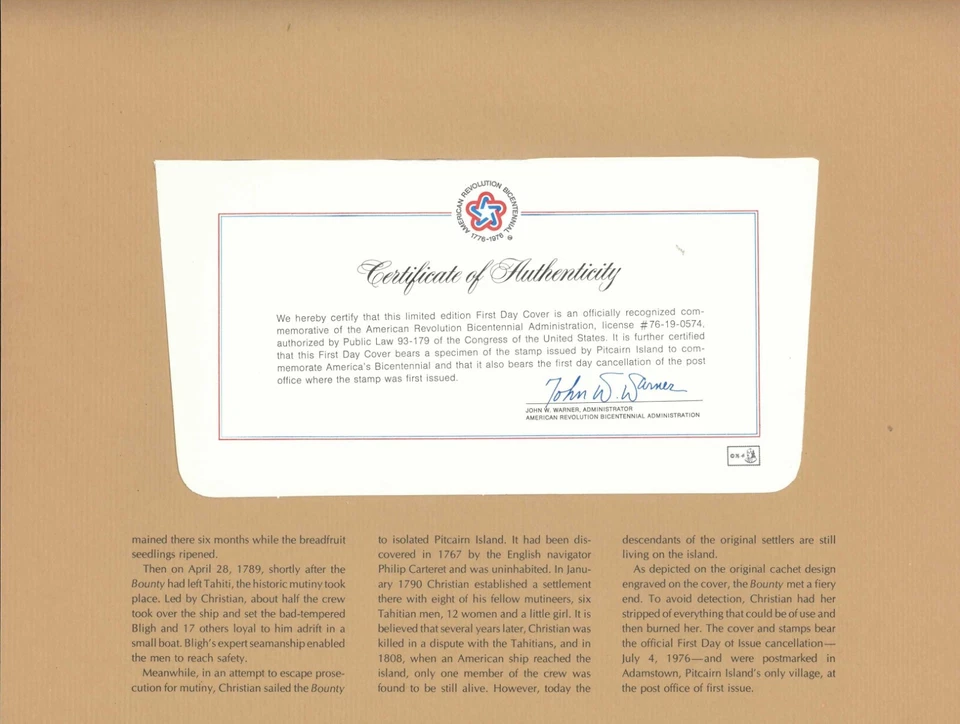 AMERICAN REVOLUTION BICENTENNIAL
1776-1976
Certificate of Authenticity
We hereby certify that this limited edition First Day Cover is an officially recognized com-
memorative of the American Revolution Bicentennial Administration, license #76-19-0574,
authorized by Public Law 93-179 of the Congress of the United States. It is further certified
that this First Day Cover bears a specimen of the stamp issued by Pitcairn Island to com-
memorate America's Bicentennial and that it also bears the first day cancellation of the post
office where the stamp was first issued.
John W. Warner
JOHN W. WARNER, ADMINISTRATOR
AMERICAN REVOLUTION BICENTENNIAL ADMINISTRATION
mained there six months while the breadfruit
seedlings ripened.
Then on April 28, 1789, shortly after the
Bounty had left Tahiti, the historic mutiny took
place. Led by Christian, about half the crew
took over the ship and set the bad-tempered
Bligh and 17 others loyal to him adrift in a
small boat. Bligh's expert seamanship enabled
the men to reach safety.
Meanwhile, in an attempt to escape prose-
cution for mutiny, Christian sailed the Bounty
to isolated Pitcairn Island. It had been dis-
covered in 1767 by the English navigator
Philip Carteret and was uninhabited. In Janu-
ary 1790 Christian established a settlement
there with eight of his fellow mutineers, six
Tahitian men, 12 women and a little girl. It is
believed that several years later, Christian was
killed in a dispute with the Tahitians, and in
1808, when an American ship reached the
island, only one member of the crew was
found to be still alive. However, today the
descendants of the original settlers are still
living on the island.
As depicted on the original cachet design
engraved on the cover, the Bounty met a fiery
end. To avoid detection, Christian had her
stripped of everything that could be of use and
then burned her. The cover and stamps bear
the official First Day of Issue cancellation—
July 4, 1976—and were postmarked in
Adamstown, Pitcairn Island's only village, at
the post office of first issue.